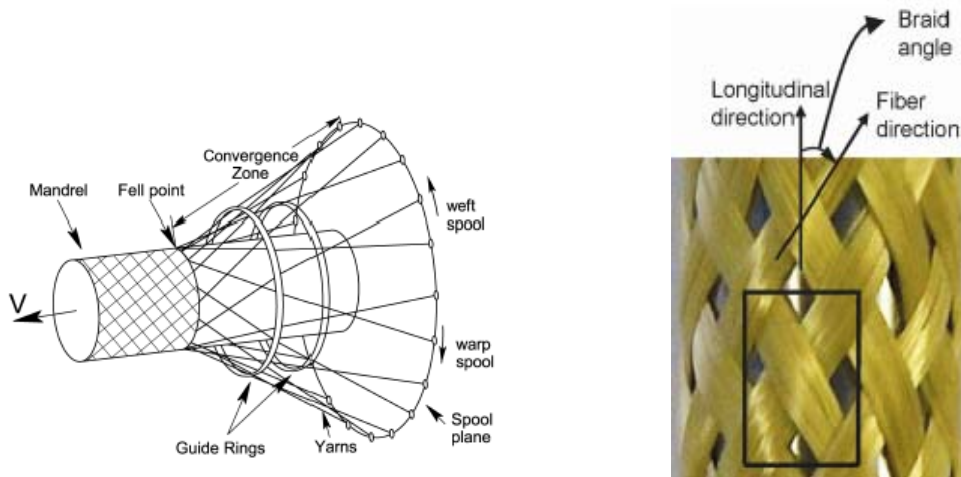 Convergence
Zone
Mandrel
Fell point
weft
spool
V
warp
spool
Spool
plane
Guide Rings
Yarns
Braid
angle
Longitudinal
direction
Fiber
direction